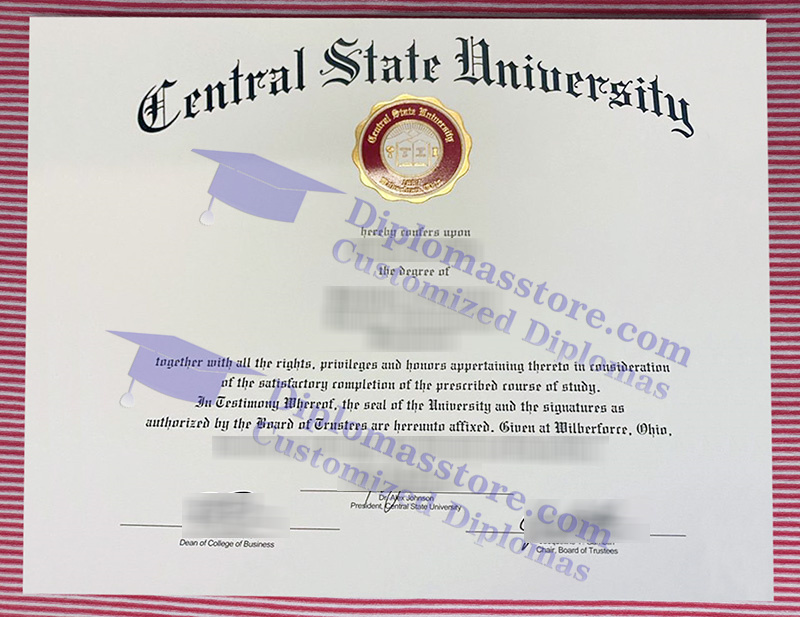 Central State University
Central State University
hereby confers upon
the degree of
Diplomasstore.com
Customized Diplomas
together with all the rights, privileges and honors appertaining thereto in consideration
of the satisfactory completion of the prescribed course of study.
In Testimony Whereof, the seal of the University and the signatures as
authorized by the Board of Trustees are hereunto affixed. Given at Wilberforce, Ohio,
Diplomasstore.com
Customized Diplomas
Dr. Alex Johnson
President, Central State University
Dean of College of Business
Chair, Board of Trustees